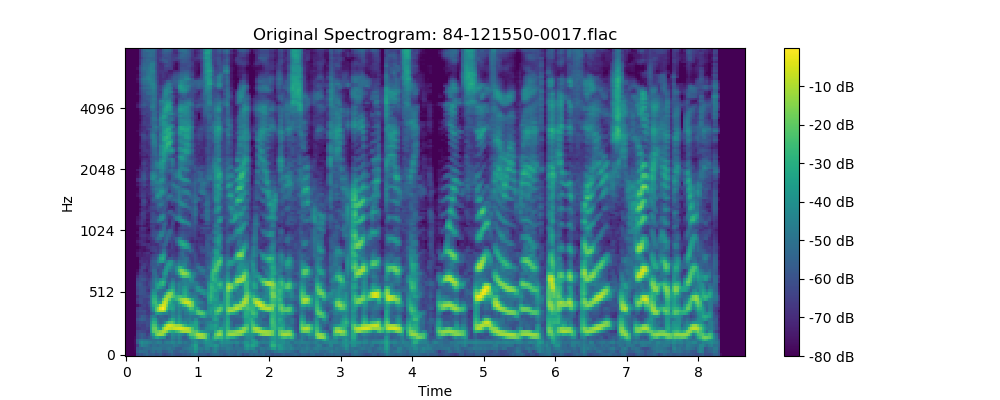 Original Spectrogram: 84-121550-0017.flac
Hz
4096
2048
1024
512
0
0 1 2 3 4 5 6 7 8
Time
-10 dB
-20 dB
-30 dB
-40 dB
-50 dB
-60 dB
-70 dB
-80 dB